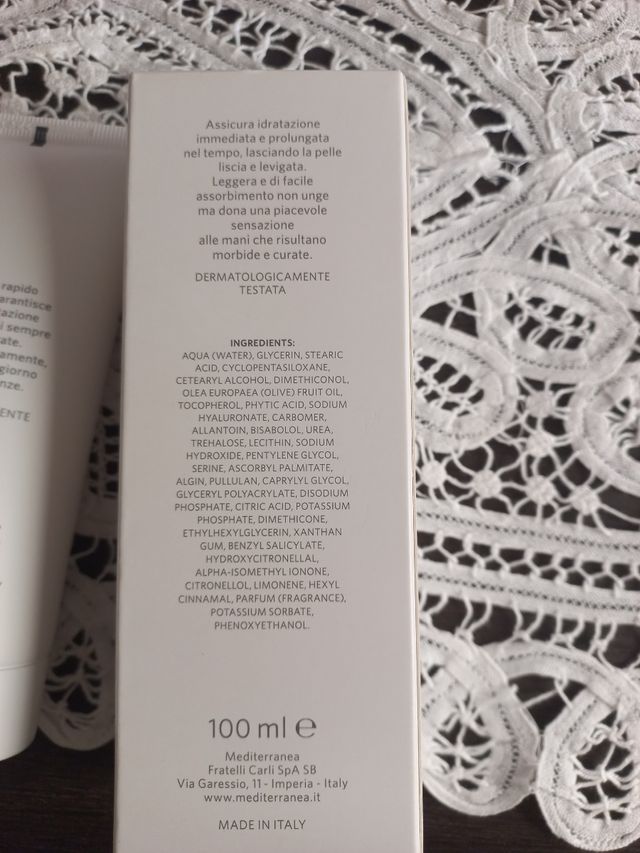 Assicura idratazione
immediata e prolungata
nel tempo, lasciando la pelle
liscia e levigata.
Leggera e di facile
assorbimento non unge
ma dona una piacevole
sensazione
alle mani che risultano
morbide e curate.
DERMATOLOGICAMENTE
TESTATA
INGREDIENTS:
AQUA (WATER), GLYCERIN, STEARIC
ACID, CYCLOPENTASILOXANE,
CETEARYL ALCOHOL, DIMETHICONOL,
OLEA EUROPAEA (OLIVE) FRUIT OIL,
TOCOPHEROL, PHYTIC ACID, SODIUM
HYALURONATE, CARBOMER,
ALLANTOIN, BISABOLOL, UREA,
TREHALOSE, LECITHIN, SODIUM
HYDROXIDE, PENTYLENE GLYCOL,
SERINE, ASCORBYL PALMITATE,
ALGIN, PULLULAN, CAPRYLYL GLYCOL,
GLYCERYL POLYACRYLATE, DISODIUM
PHOSPHATE, CITRIC ACID, POTASSIUM
PHOSPHATE, DIMETHICONE,
ETHYLHEXYLGLYCERIN, XANTHAN
GUM, BENZYL SALICYLATE,
HYDROXYCITRONELLAL,
ALPHA-ISOMETHYL IONONE,
CITRONELLOL, LIMONENE, HEXYL
CINNAMAL, PARFUM (FRAGRANCE),
POTASSIUM SORBATE,
PHENOXYETHANOL.
100 ml ℮
Mediterranea
Fratelli Carli SpA SB
Via Garessio, 11 - Imperia - Italy
www.mediterranea.it
MADE IN ITALY
rapido
sempre
giorno